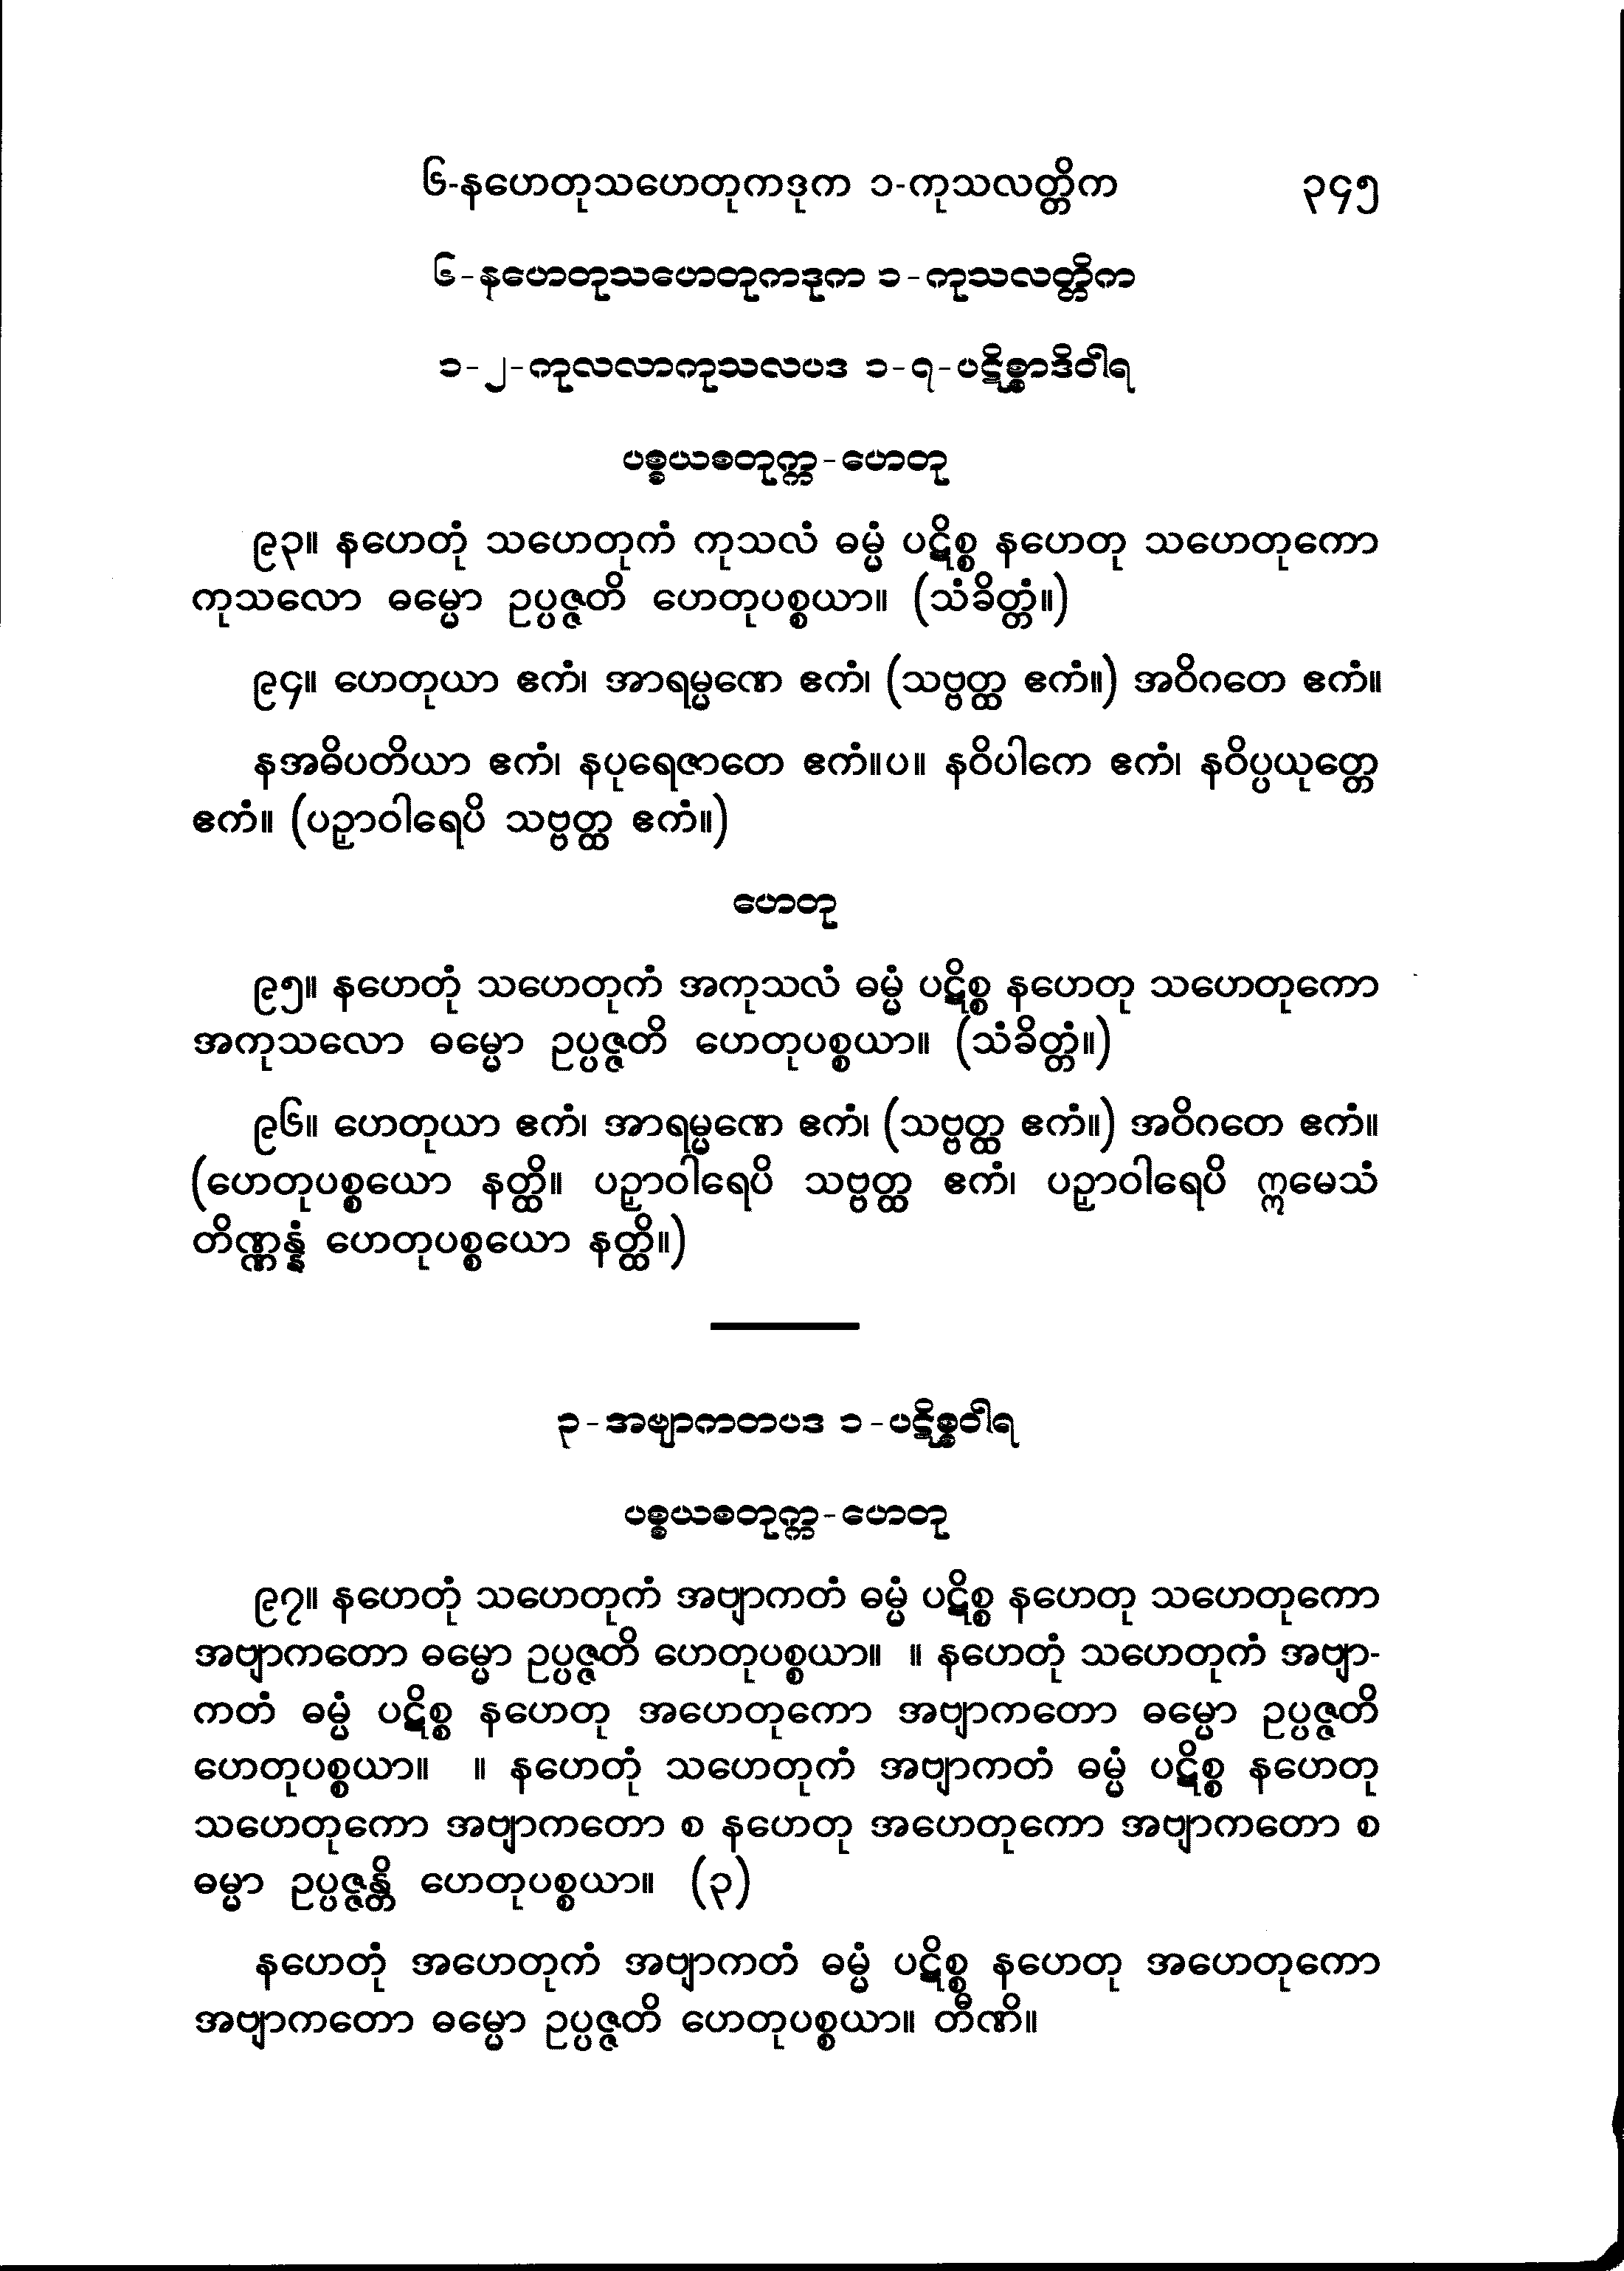 ၆-နဟေတုသဟေတုကဒုက ၁-ကုသလတ္တိက ၃၄၅
၆-နဟေတုသဟေတုကဒုက ၁-ကုသလတ္တိက
၁-၂-ကုလလာကုသလပဒ ၁-၇-ပဋိစ္စာဒိဝါရ
ပစ္စယစတုက္က-ဟေတု
၉၃။ နဟေတုံ သဟေတုကံ ကုသလံ ဓမ္မံ ပဋိစ္စ နဟေတု သဟေတုကော
ကုသလော ဓမ္မော ဥပ္ပဇ္ဇတိ ဟေတုပစ္စယာ။ (သံခိတ္တံ။)
၉၄။ ဟေတုယာ ဧကံ၊ အာရမ္မဏေ ဧကံ၊ (သဗ္ဗတ္ထ ဧကံ။) အဝိဂတေ ဧကံ။
နအဓိပတိယာ ဧကံ၊ နပုရေဇာတေ ဧကံ။ပ။ နဝိပါကေ ဧကံ၊ နဝိပ္ပယုတ္တေ
ဧကံ။ (ပဉှာဝါရေပိ သဗ္ဗတ္ထ ဧကံ။)
ဟေတု
၉၅။ နဟေတုံ သဟေတုကံ အကုသလံ ဓမ္မံ ပဋိစ္စ နဟေတု သဟေတုကော
အကုသလော ဓမ္မော ဥပ္ပဇ္ဇတိ ဟေတုပစ္စယာ။ (သံခိတ္တံ။)
၉၆။ ဟေတုယာ ဧကံ၊ အာရမ္မဏေ ဧကံ၊ (သဗ္ဗတ္ထ ဧကံ။) အဝိဂတေ ဧကံ။
(ဟေတုပစ္စယော နတ္ထိ။ ပဉှာဝါရေပိ သဗ္ဗတ္ထ ဧကံ၊ ပဉှာဝါရေပိ ဣမေသံ
တိဏ္ဏန္နံ ဟေတုပစ္စယော နတ္ထိ။)
၃-အဗျာကတပဒ ၁-ပဋိစ္စဝါရ
ပစ္စယစတုက္က-ဟေတု
၉၇။ နဟေတုံ သဟေတုကံ အဗျာကတံ ဓမ္မံ ပဋိစ္စ နဟေတု သဟေတုကော
အဗျာကတော ဓမ္မော ဥပ္ပဇ္ဇတိ ဟေတုပစ္စယာ။ ။ နဟေတုံ သဟေတုကံ အဗျာ-
ကတံ ဓမ္မံ ပဋိစ္စ နဟေတု အဟေတုကော အဗျာကတော ဓမ္မော ဥပ္ပဇ္ဇတိ
ဟေတုပစ္စယာ။ ။ နဟေတုံ သဟေတုကံ အဗျာကတံ ဓမ္မံ ပဋိစ္စ နဟေတု
သဟေတုကော အဗျာကတော စ နဟေတု အဟေတုကော အဗျာကတော စ
ဓမ္မာ ဥပ္ပဇ္ဇန္တိ ဟေတုပစ္စယာ။ (၃)
နဟေတုံ အဟေတုကံ အဗျာကတံ ဓမ္မံ ပဋိစ္စ နဟေတု အဟေတုကော
အဗျာကတော ဓမ္မော ဥပ္ပဇ္ဇတိ ဟေတုပစ္စယာ။ တီဏိ။